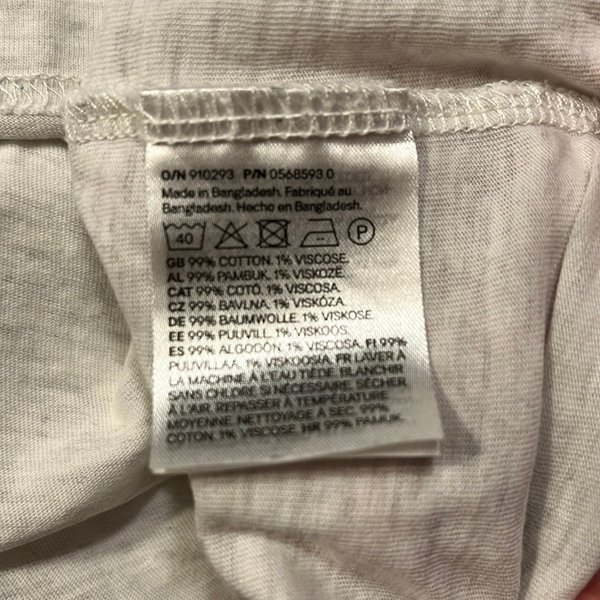 O/N 910293 P/N 0568593 0
Made in Bangladesh. Fabriqué au
Bangladesh. Hecho en Bangladesh.
40 P
GB 99% COTTON. 1% VISCOSE.
AL 99% PAMBUK. 1% VISKOZË.
CAT 99% COTÓ. 1% VISCOSA.
CZ 99% BAVLNA. 1% VISKÓZA.
DE 99% BAUMWOLLE. 1% VISKOSE.
EE 99% PUUVILL. 1% VISKOOS.
ES 99% ALGODÓN. 1% VISCOSA. FI 99%
PUUVILLAA. 1% VISKOOSIA. FR LAVER À
LA MACHINE À L'EAU TIÈDE. BLANCHIR
SANS CHLORE SI NÉCESSAIRE. SÉCHER
À L'AIR. REPASSER À TEMPÉRATURE
MOYENNE. NETTOYAGE À SEC. 99%
COTON. 1% VISCOSE. HR 99% PAMUK.